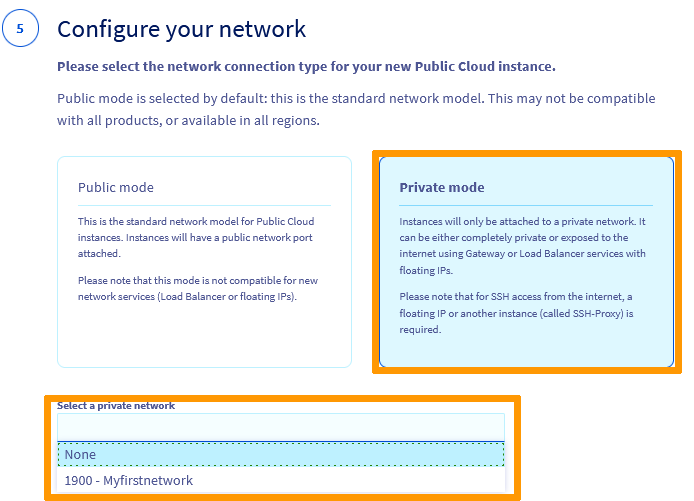 5
Configure your network
Please select the network connection type for your new Public Cloud instance.
Public mode is selected by default: this is the standard network model. This may not be compatible
with all products, or available in all regions.
Public mode
This is the standard network model for Public Cloud
instances. Instances will have a public network port
attached.
Please note that this mode is not compatible for new
network services (Load Balancer or floating IPs).
Private mode
Instances will only be attached to a private network. It
can be either completely private or exposed to the
internet using Gateway or Load Balancer services with
floating IPs.
Please note that for SSH access from the internet, a
floating IP or another instance (called SSH-Proxy) is
required.
Select a private network
None
1900 - Myfirstnetwork